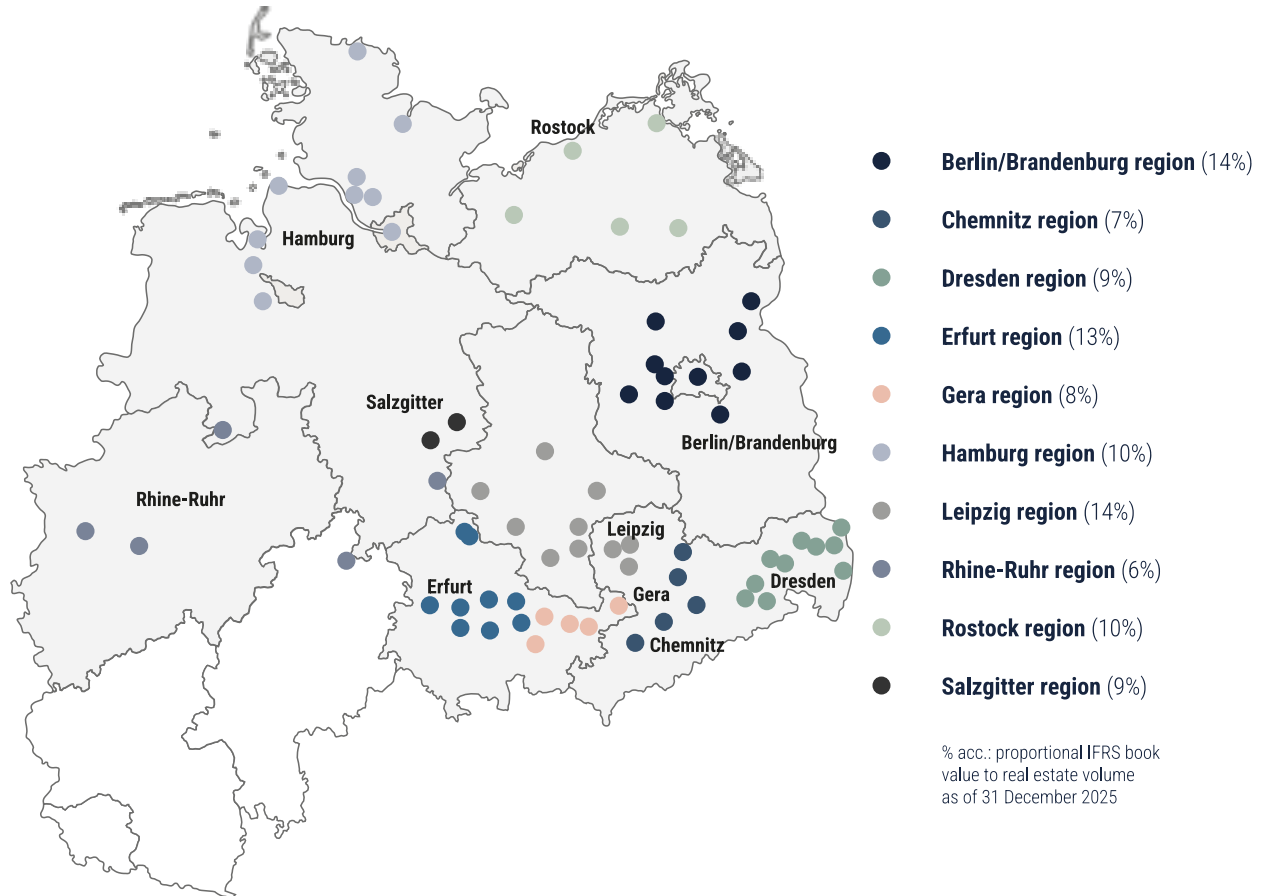 Rostock
Hamburg
Salzgitter
Berlin/Brandenburg
Rhine-Ruhr
Leipzig
Erfurt
Gera
Dresden
Chemnitz
Berlin/Brandenburg region (14%)
Chemnitz region (7%)
Dresden region (9%)
Erfurt region (13%)
Gera region (8%)
Hamburg region (10%)
Leipzig region (14%)
Rhine-Ruhr region (6%)
Rostock region (10%)
Salzgitter region (9%)
% acc.: proportional IFRS book
value to real estate volume
as of 31 December 2025